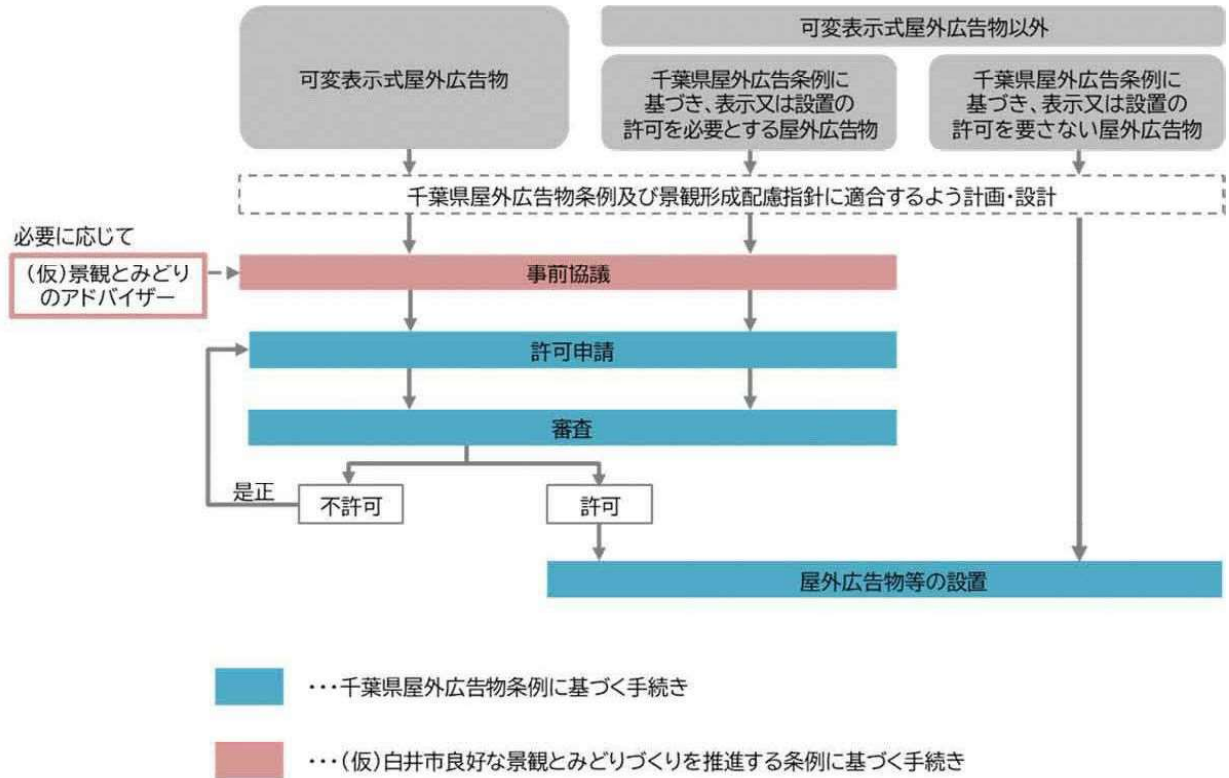 可変表示式屋外広告物
可変表示式屋外広告物以外
千葉県屋外広告条例に
基づき、表示又は設置の
許可を必要とする屋外広告物
千葉県屋外広告条例に
基づき、表示又は設置の
許可を要さない屋外広告物
千葉県屋外広告物条例及び景観形成配慮指針に適合するよう計画・設計
必要に応じて
(仮)景観とみどり
のアドバイザー
事前協議
許可申請
審査
是正
不許可
許可
屋外広告物等の設置
・・・千葉県屋外広告物条例に基づく手続き
・・・(仮)白井市良好な景観とみどりづくりを推進する条例に基づく手続き